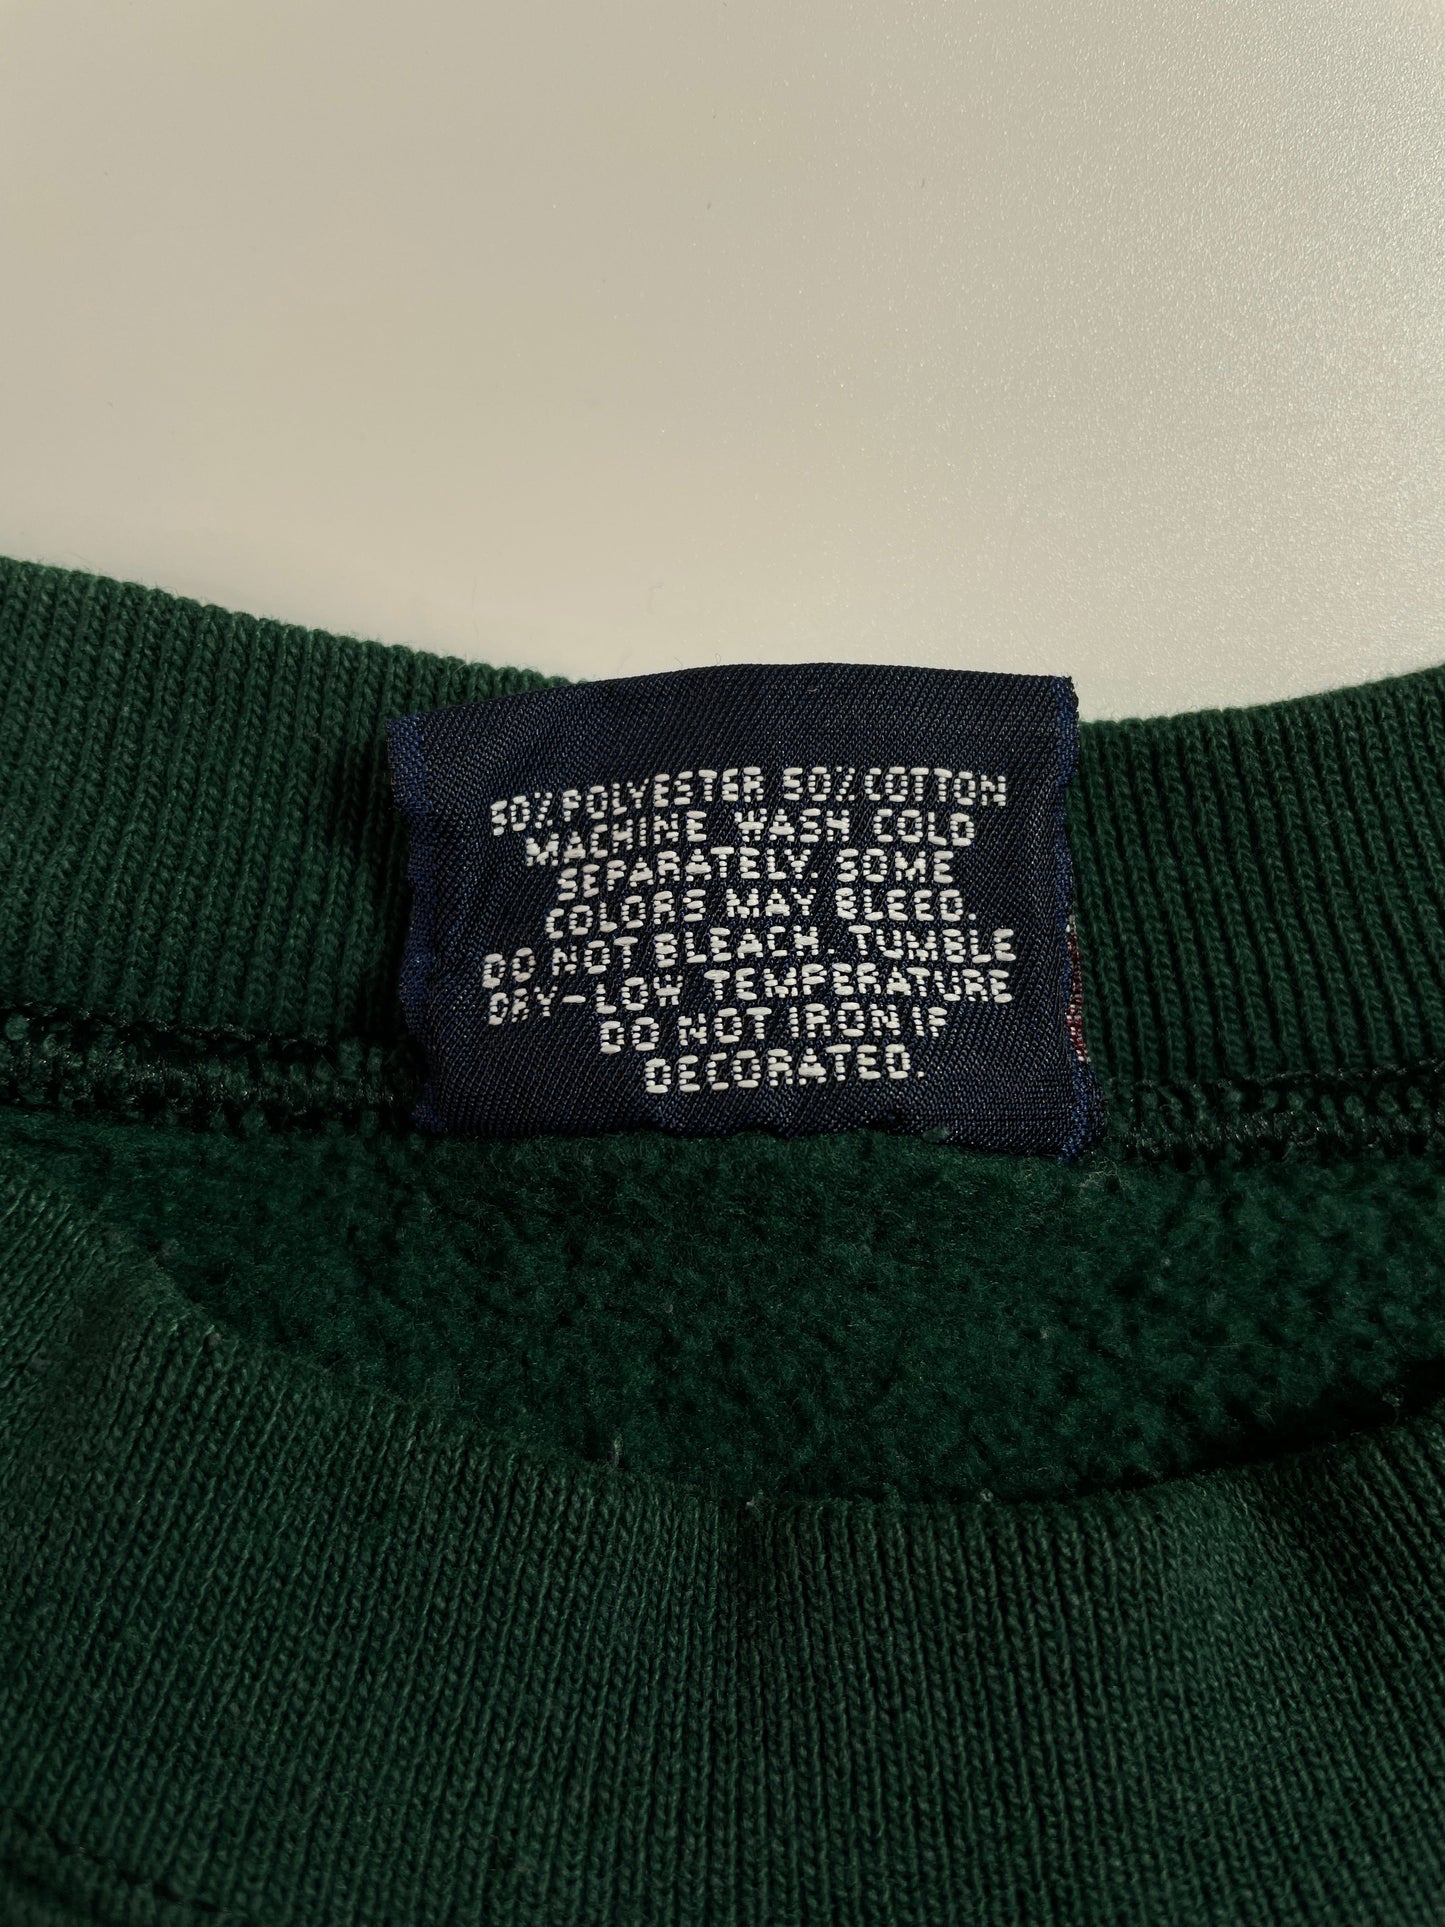 50% POLYESTER 50% COTTON
MACHINE WASH COLD
SEPARATELY. SOME
COLORS MAY BLEED.
DO NOT BLEACH. TUMBLE
DRY-LOW TEMPERATURE
DO NOT IRON IF
DECORATED.